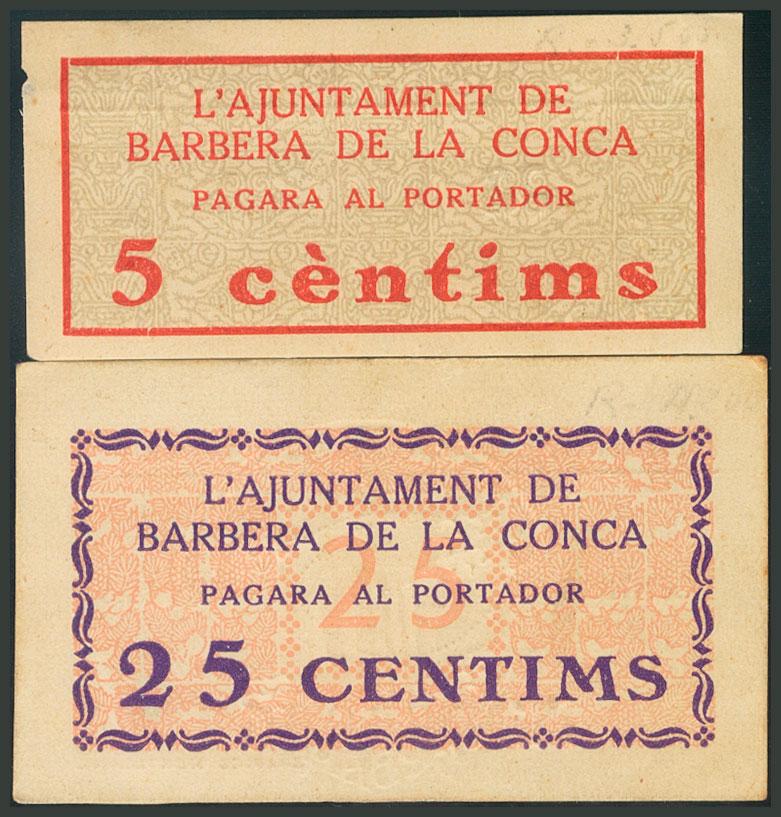 L'AJUNTAMENT DE
BARBERA DE LA CONCA
PAGARA AL PORTADOR
5 cèntims
L'AJUNTAMENT DE
BARBERA DE LA CONCA
25
PAGARA AL PORTADOR
25 CENTIMS